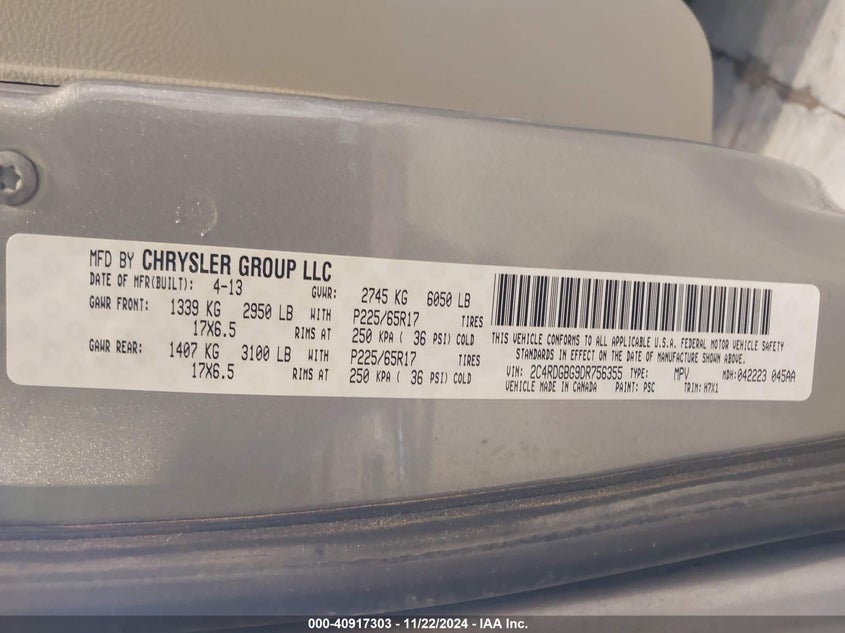 MFD BY CHRYSLER GROUP LLC
DATE OF MFR(BUILT): 4-13 GVWR: 2745 KG 6050 LB
GAWR FRONT: 1339 KG 2950 LB WITH P225/65R17 TIRES
17X6.5 RIMS AT 250 KPA ( 36 PSI) COLD
GAWR REAR: 1407 KG 3100 LB WITH P225/65R17 TIRES
17X6.5 RIMS AT 250 KPA ( 36 PSI) COLD
THIS VEHICLE CONFORMS TO ALL APPLICABLE U.S.A. FEDERAL MOTOR VEHICLE SAFETY
STANDARDS IN EFFECT ON THE DATE OF MANUFACTURE SHOWN ABOVE.
VIN: 2C4RDGBG9DR756355 TYPE: MPV MDH: 042223 045AA
VEHICLE MADE IN CANADA PAINT: PSC TRIM: H7X1
000-40917303 - 11/22/2024 - IAA Inc.